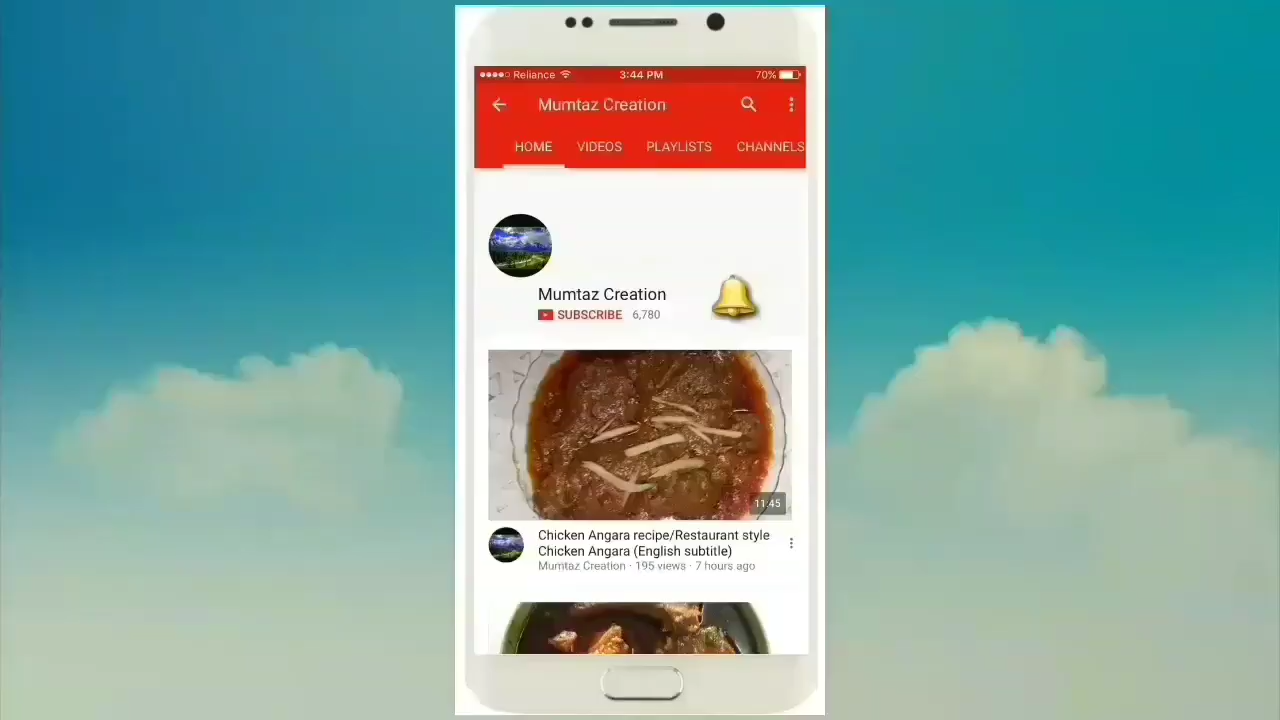 Reliance 3:44 PM 70%
Mumtaz Creation
HOME VIDEOS PLAYLISTS CHANNELS
Mumtaz Creation
SUBSCRIBE 6,780
11:45
Chicken Angara recipe/Restaurant style
Chicken Angara (English subtitle)
Mumtaz Creation · 195 views · 7 hours ago